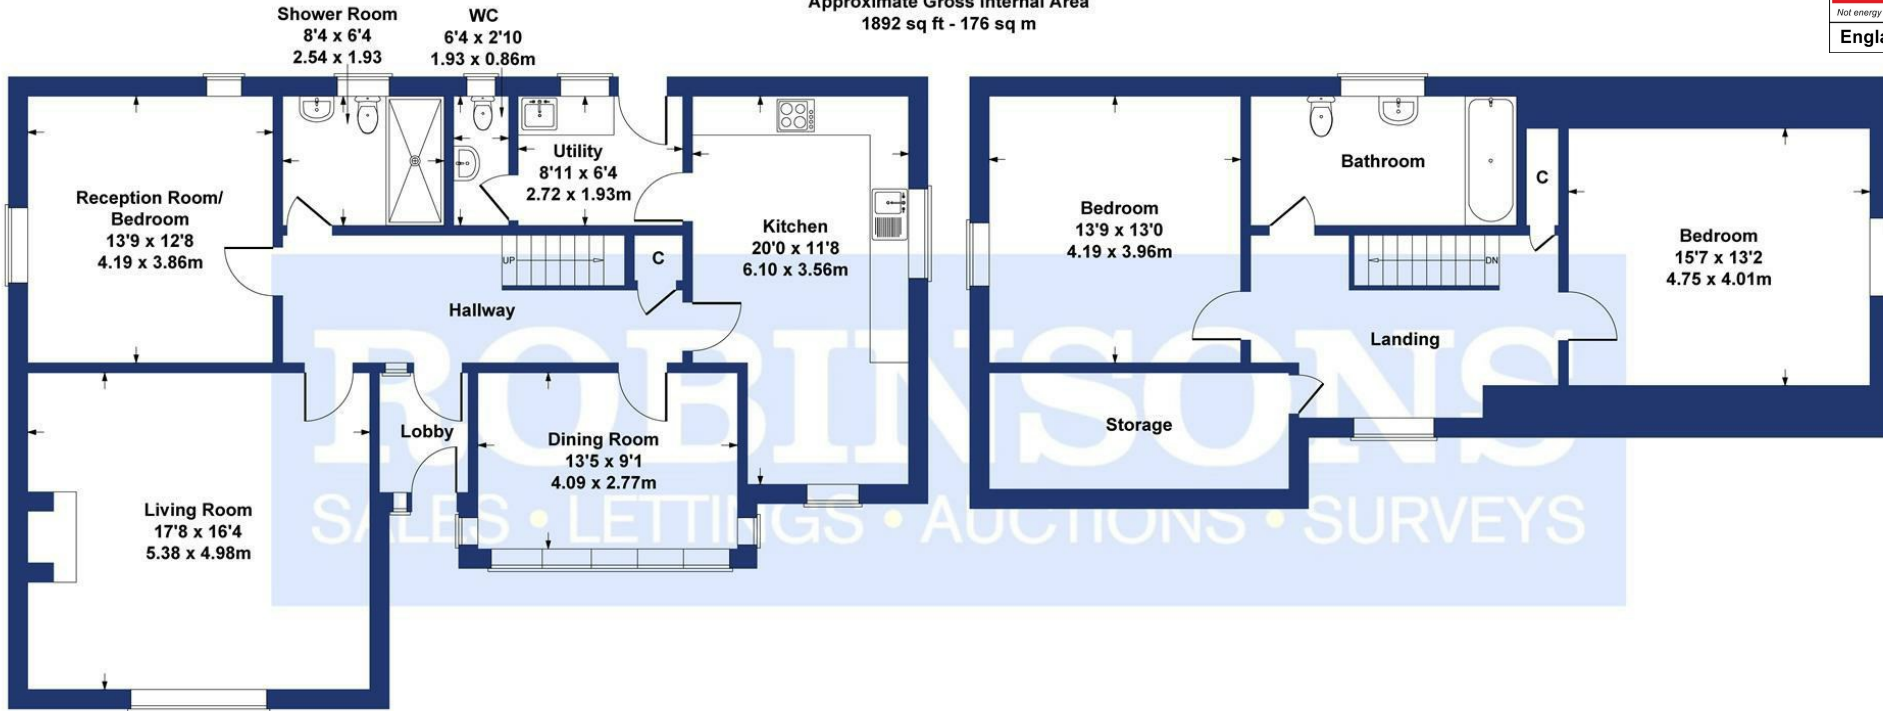 Approximate Gross Internal Area
1892 sq ft - 176 sq m
Not energy
Engla
Shower Room
8'4 x 6'4
2.54 x 1.93
WC
6'4 x 2'10
1.93 x 0.86m
Reception Room/
Bedroom
13'9 x 12'8
4.19 x 3.86m
Utility
8'11 x 6'4
2.72 x 1.93m
Kitchen
20'0 x 11'8
6.10 x 3.56m
UP
C
Hallway
Lobby
Dining Room
13'5 x 9'1
4.09 x 2.77m
Living Room
17'8 x 16'4
5.38 x 4.98m
Bedroom
13'9 x 13'0
4.19 x 3.96m
Bathroom
C
Bedroom
15'7 x 13'2
4.75 x 4.01m
DN
Landing
Storage
ROBINSONS
SALES • LETTINGS • AUCTIONS • SURVEYS